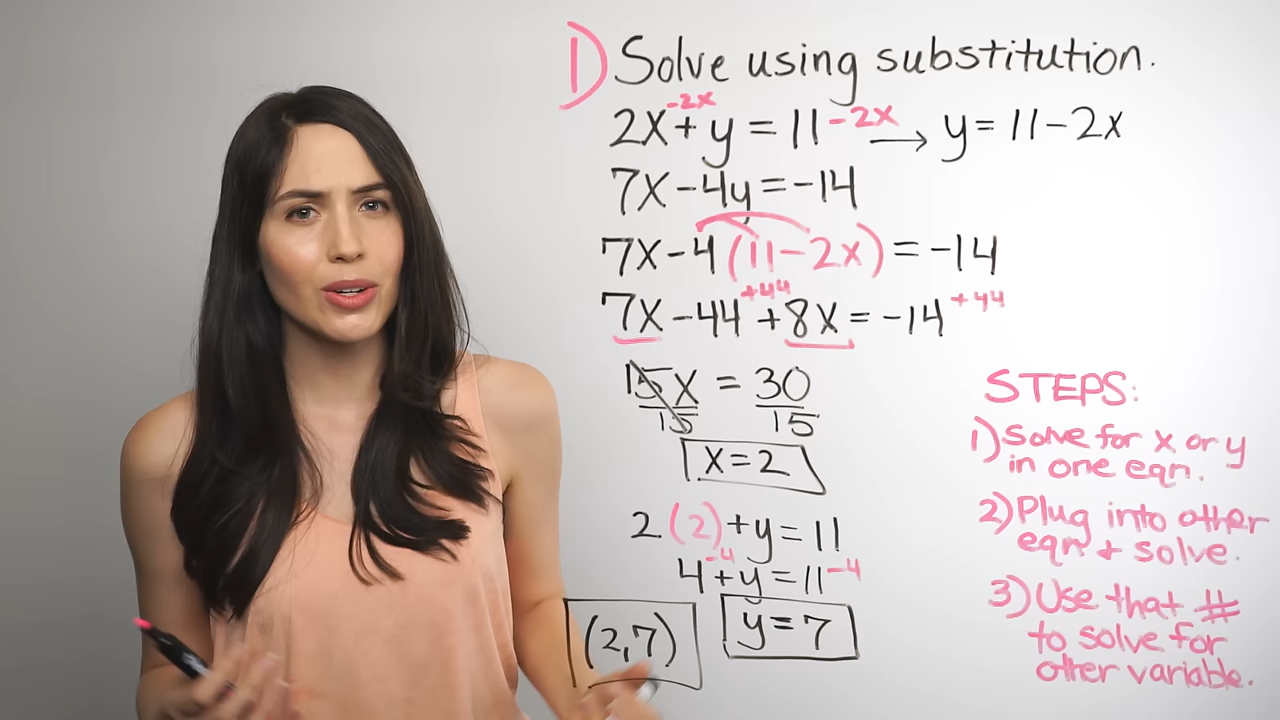 1) Solve using substitution.
2x -2x + y = 11 -2x → y = 11 - 2x
7x - 4y = -14
7x - 4(11 - 2x) = -14
7x - 44 +44 + 8x = -14 +44
15x/15 = 30/15
x = 2
2(2) + y = 11
4 -4 + y = 11 -4
y = 7
(2,7)
STEPS:
1) Solve for x or y
in one eqn.
2) Plug into other
eqn + solve.
3) Use that #
to solve for
other variable.